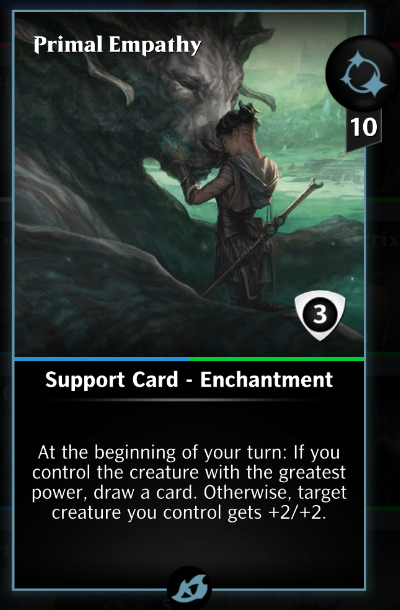 Primal Empathy
10
3
Support Card - Enchantment
At the beginning of your turn: If you
control the creature with the greatest
power, draw a card. Otherwise, target
creature you control gets +2/+2.